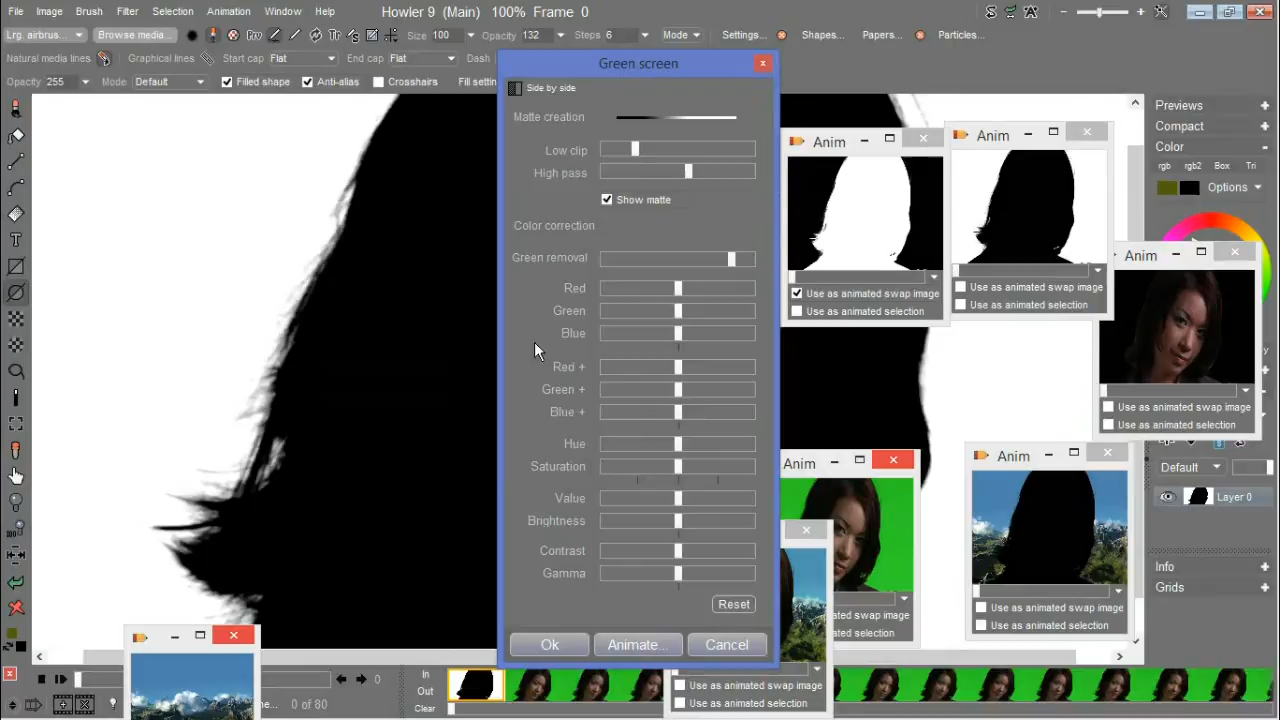 File Image Brush Filter Selection Animation Window Help Howler 9 (Main) 100% Frame 0
Lrg. airbrus... Browse media... Size 100 Opacity 132 Steps 6 Mode Settings... Shapes... Papers... Particles...
Natural media lines Graphical lines Start cap Flat End cap Flat Dash
Opacity 255 Mode Default Filled shape Anti-alias Crosshairs Fill setting
Green screen
Side by side
Matte creation
Low clip
High pass
Show matte
Color correction
Green removal
Red
Green
Blue
Red +
Green +
Blue +
Hue
Saturation
Value
Brightness
Contrast
Gamma
Reset
Ok Animate... Cancel
Anim
Use as animated swap image
Use as animated selection
Anim
Use as animated swap image
Use as animated selection
Anim
Use as animated swap image
Use as animated selection
Anim
swap image
Anim
Use as animated swap image
Use as animated selection
Use as animated swap image
Use as animated selection
Previews
Compact
Color
rgb rgb2 Box Tri
Options
Default
Layer 0
Info
Grids
In
Out
Clear
0
0 of 80